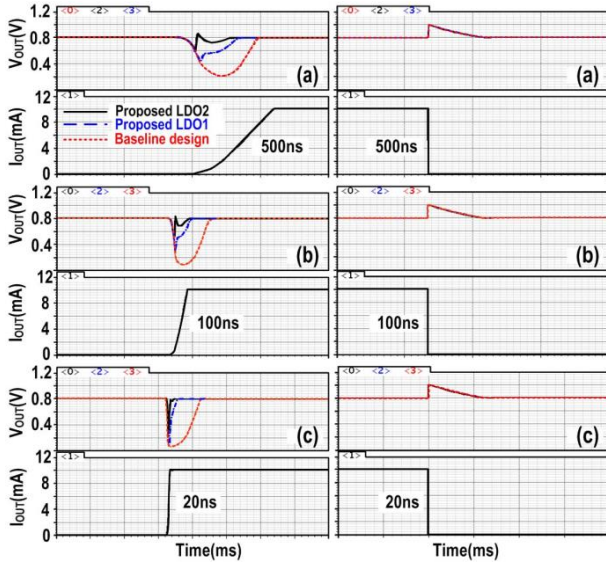 <0> <2> <3>
<0> <2> <3>
1.2
0.8
0.4
VOUT(V)
(a)
(a)
<1>
<1>
12
8
4
0
IOUT(mA)
Proposed LDO2
Proposed LDO1
Baseline design
500ns
500ns
<0> <2> <3>
<0> <2> <3>
1.2
0.8
0.4
VOUT(V)
(b)
(b)
<1>
<1>
12
8
4
0
IOUT(mA)
100ns
100ns
<0> <2> <3>
<0> <2> <3>
1.2
0.8
0.4
VOUT(V)
(c)
(c)
<1>
<1>
12
8
4
0
IOUT(mA)
20ns
20ns
Time(ms)
Time(ms)